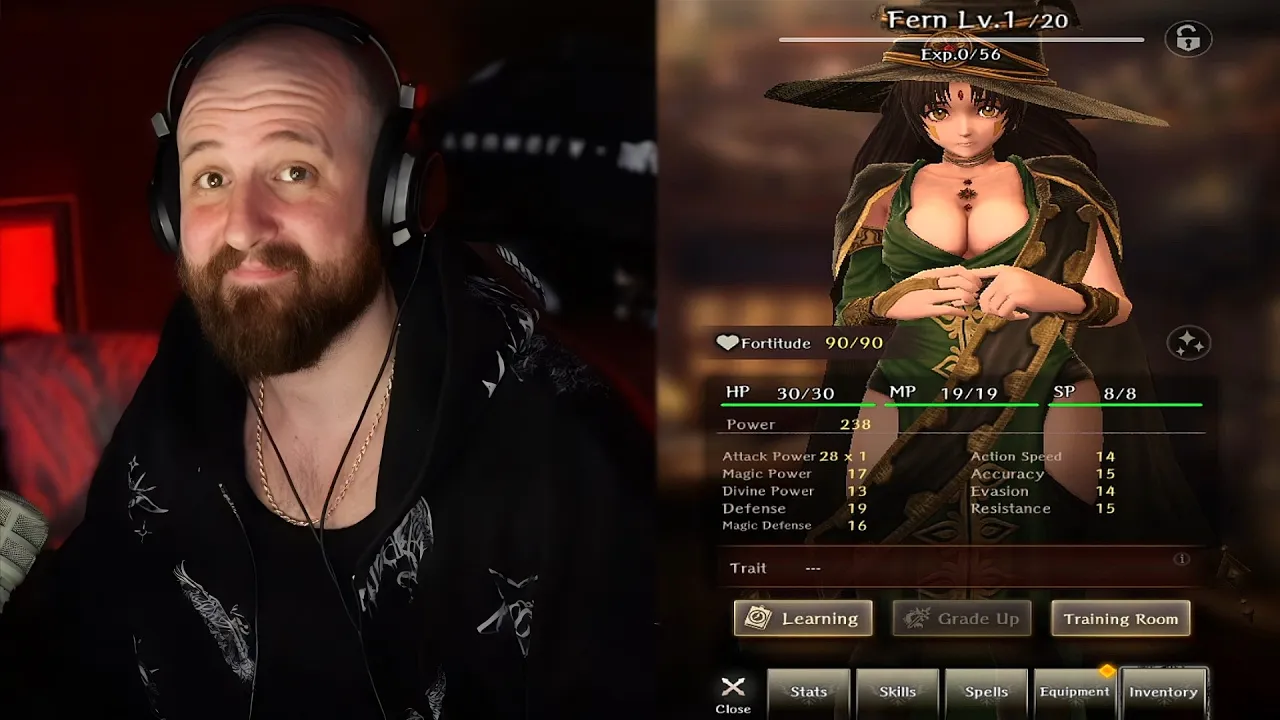 Fern Lv.1 /20
Exp.0/56
Fortitude 90/90
HP 30/30 MP 19/19 SP 8/8
Power 238
Attack Power 28 x 1 Action Speed 14
Magic Power 17 Accuracy 15
Divine Power 13 Evasion 14
Defense 19 Resistance 15
Magic Defense 16
Trait ---
Learning Grade Up Training Room
Close Stats Skills Spells Equipment Inventory